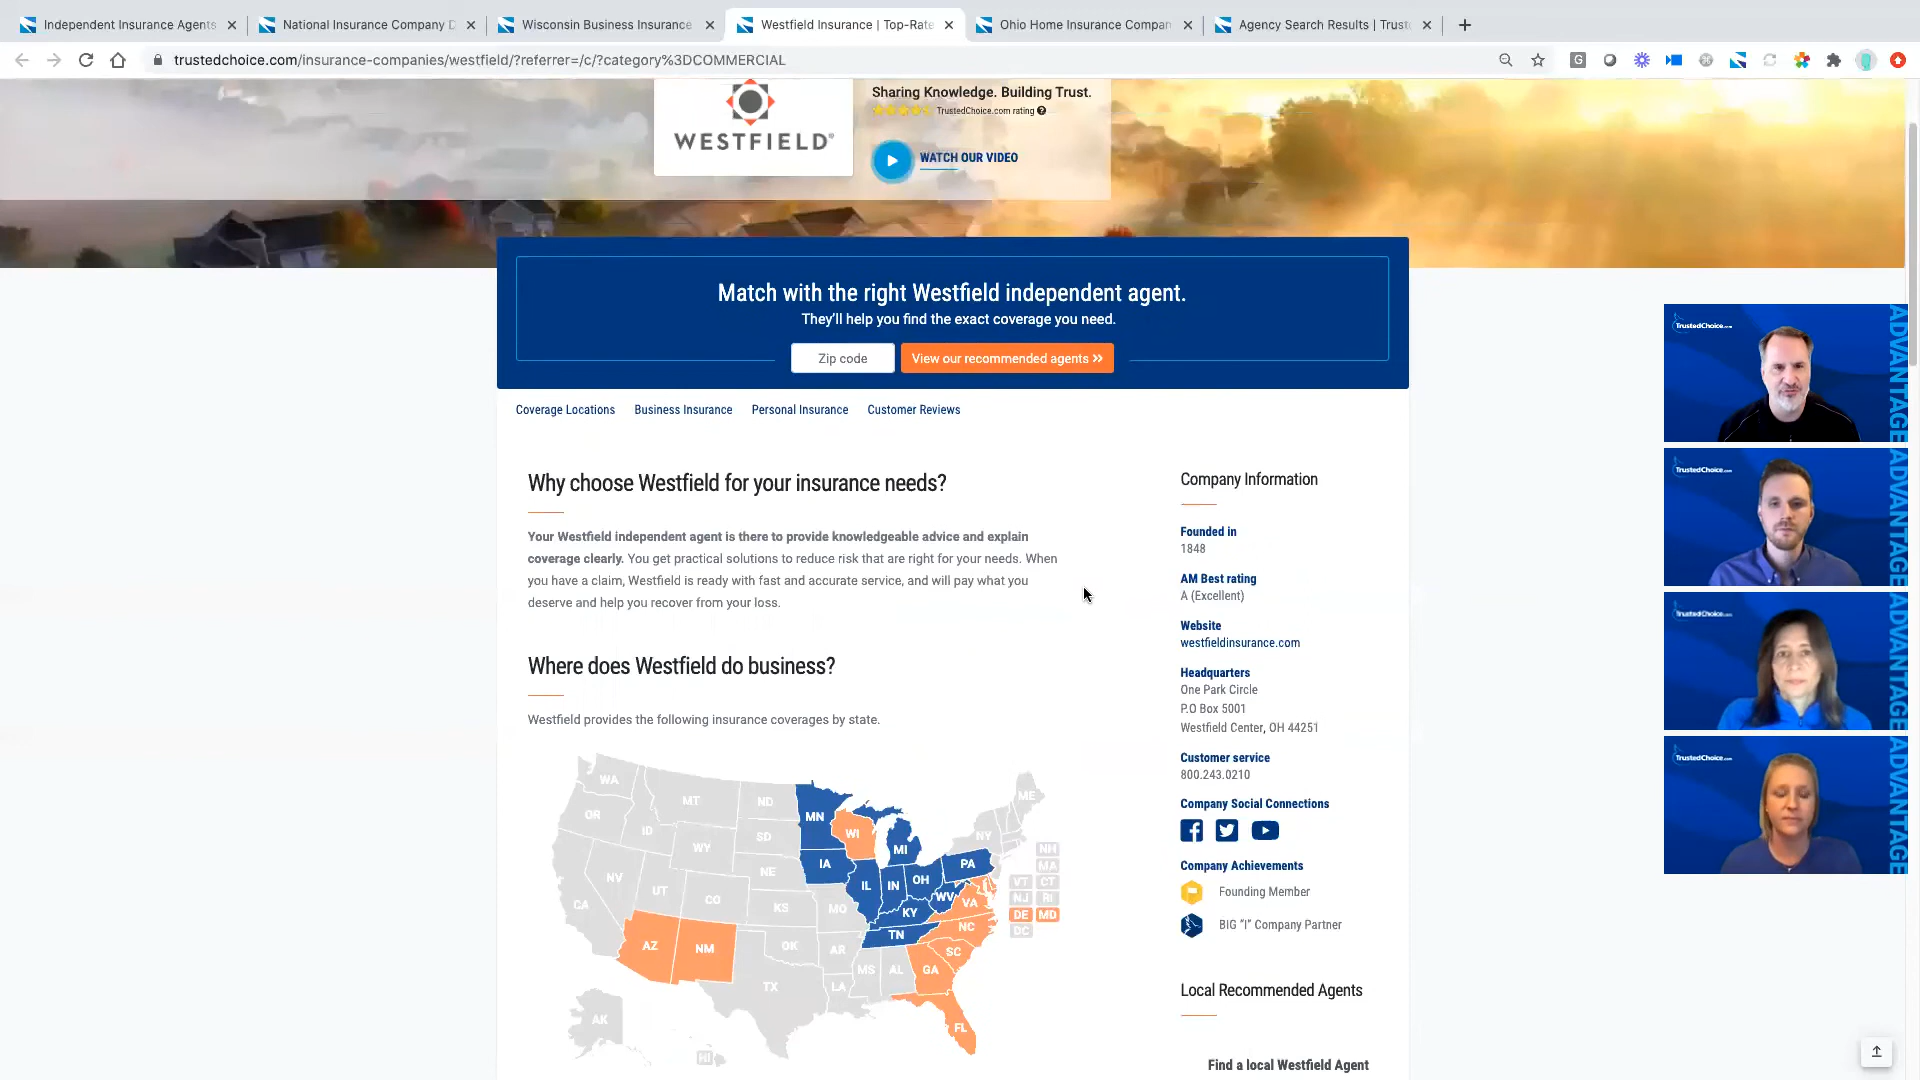 Independent Insurance Agents
National Insurance Company D
Wisconsin Business Insurance
Westfield Insurance | Top-Rate
Ohio Home Insurance Compan
Agency Search Results | Trust
trustedchoice.com/insurance-companies/westfield/?referrer=/c/?category%3DCOMMERCIAL
WESTFIELD
Sharing Knowledge. Building Trust.
TrustedChoice.com rating
WATCH OUR VIDEO
Match with the right Westfield independent agent.
They'll help you find the exact coverage you need.
Zip code
View our recommended agents »
Coverage Locations
Business Insurance
Personal Insurance
Customer Reviews
Why choose Westfield for your insurance needs?
Your Westfield independent agent is there to provide knowledgeable advice and explain
coverage clearly. You get practical solutions to reduce risk that are right for your needs. When
you have a claim, Westfield is ready with fast and accurate service, and will pay what you
deserve and help you recover from your loss.
Where does Westfield do business?
Westfield provides the following insurance coverages by state.
WA
OR
ID
MT
ND
SD
WY
NE
NV
UT
CO
KS
CA
AZ
NM
OK
TX
MN
IA
MO
AR
LA
WI
IL
MI
IN
OH
KY
TN
MS
AL
GA
FL
SC
NC
VA
WV
PA
NY
ME
NH
MA
VT
CT
NJ
RI
DE
MD
DC
AK
HI
Company Information
Founded in
1848
AM Best rating
A (Excellent)
Website
westfieldinsurance.com
Headquarters
One Park Circle
P.O Box 5001
Westfield Center, OH 44251
Customer service
800.243.0210
Company Social Connections
Company Achievements
Founding Member
BIG "I" Company Partner
Local Recommended Agents
Find a local Westfield Agent
TrustedChoice.com
ADVANTAGE
TrustedChoice.com
ADVANTAGE
TrustedChoice.com
ADVANTAGE
TrustedChoice.com
ADVANTAGE